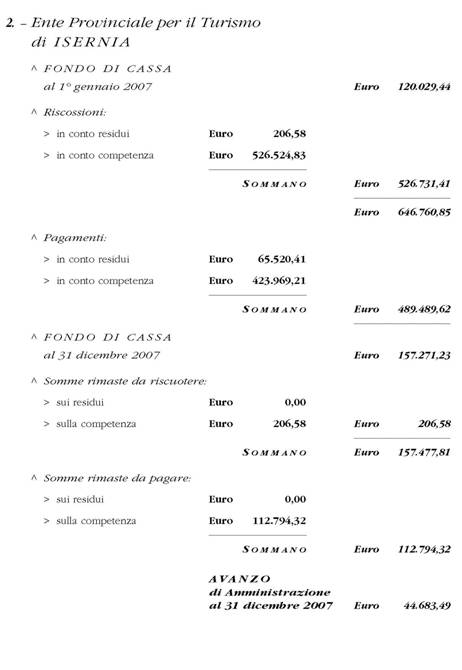 2. – Ente Provinciale per il Turismo
di ISERNIA
^ FONDO DI CASSA
al 1° gennaio 2007 Euro 120.029,44
^ Riscossioni:
> in conto residui Euro 206,58
> in conto competenza Euro 526.524,83
SOMMANO Euro 526.731,41
Euro 646.760,85
^ Pagamenti:
> in conto residui Euro 65.520,41
> in conto competenza Euro 423.969,21
SOMMANO Euro 489.489,62
^ FONDO DI CASSA
al 31 dicembre 2007 Euro 157.271,23
^ Somme rimaste da riscuotere:
> sui residui Euro 0,00
> sulla competenza Euro 206,58 Euro 206,58
SOMMANO Euro 157.477,81
^ Somme rimaste da pagare:
> sui residui Euro 0,00
> sulla competenza Euro 112.794,32
SOMMANO Euro 112.794,32
AVANZO
di Amministrazione
al 31 dicembre 2007 Euro 44.683,49